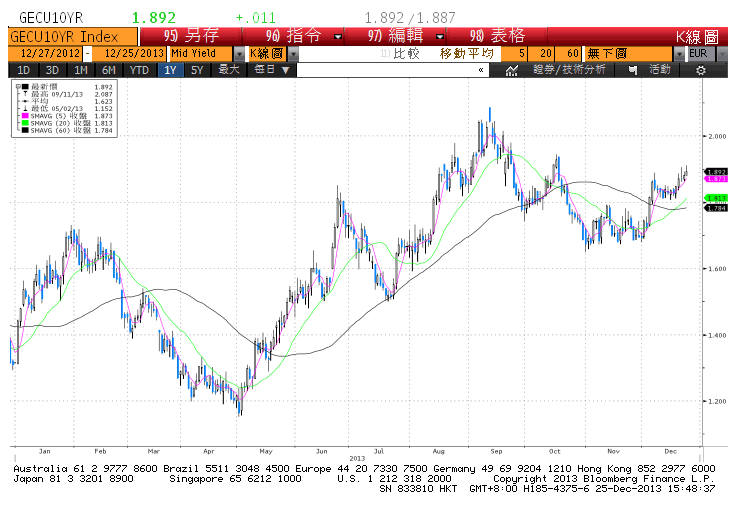 GECU10YR 1.892 +.011 1.892 /1.887
GECU10YR Index 95) 另存 96) 指令 97) 編輯 98) 表格 K線圖
12/27/2012 - 12/25/2013 Mid Yield K線圖 比較 移動平均 5 20 60 無下圖 EUR
1D 3D 1M 6M YTD 1Y 5Y 最大 每日 ▼ « 證券/技術分析 活動
最新價 1.892
最高 09/11/13 2.087
平均 1.623
最低 05/02/13 1.152
SMAVG (5) 收盤 1.873
SMAVG (20) 收盤 1.813
SMAVG (60) 收盤 1.784
2.000
1.892
1.873
1.813
1.784
1.600
1.400
1.200
Jan Feb Mar Apr May Jun Jul Aug Sep Oct Nov Dec
2013
Australia 61 2 9777 8600 Brazil 5511 3048 4500 Europe 44 20 7330 7500 Germany 49 69 9204 1210 Hong Kong 852 2977 6000
Japan 81 3 3201 8900 Singapore 65 6212 1000 U.S. 1 212 318 2000 Copyright 2013 Bloomberg Finance L.P.
SN 833810 HKT GMT+8:00 H185-4375-6 25-Dec-2013 15:48:37